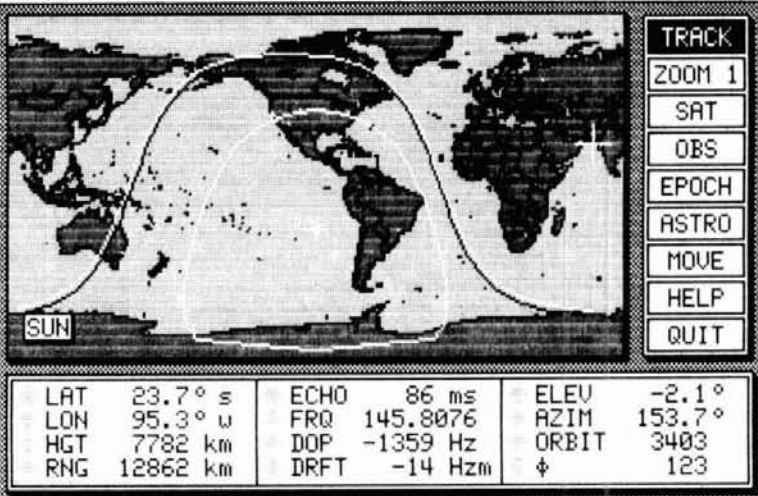 TRACK
ZOOM 1
SAT
OBS
EPOCH
ASTRO
MOVE
HELP
QUIT
SUN
LAT 23.7° s
LON 95.3° w
HGT 7782 km
RNG 12862 km
ECHO 86 ms
FRQ 145.8076
DOP -1359 Hz
DRFT -14 Hzm
ELEV -2.1°
AZIM 153.7°
ORBIT 3403
ϕ 123